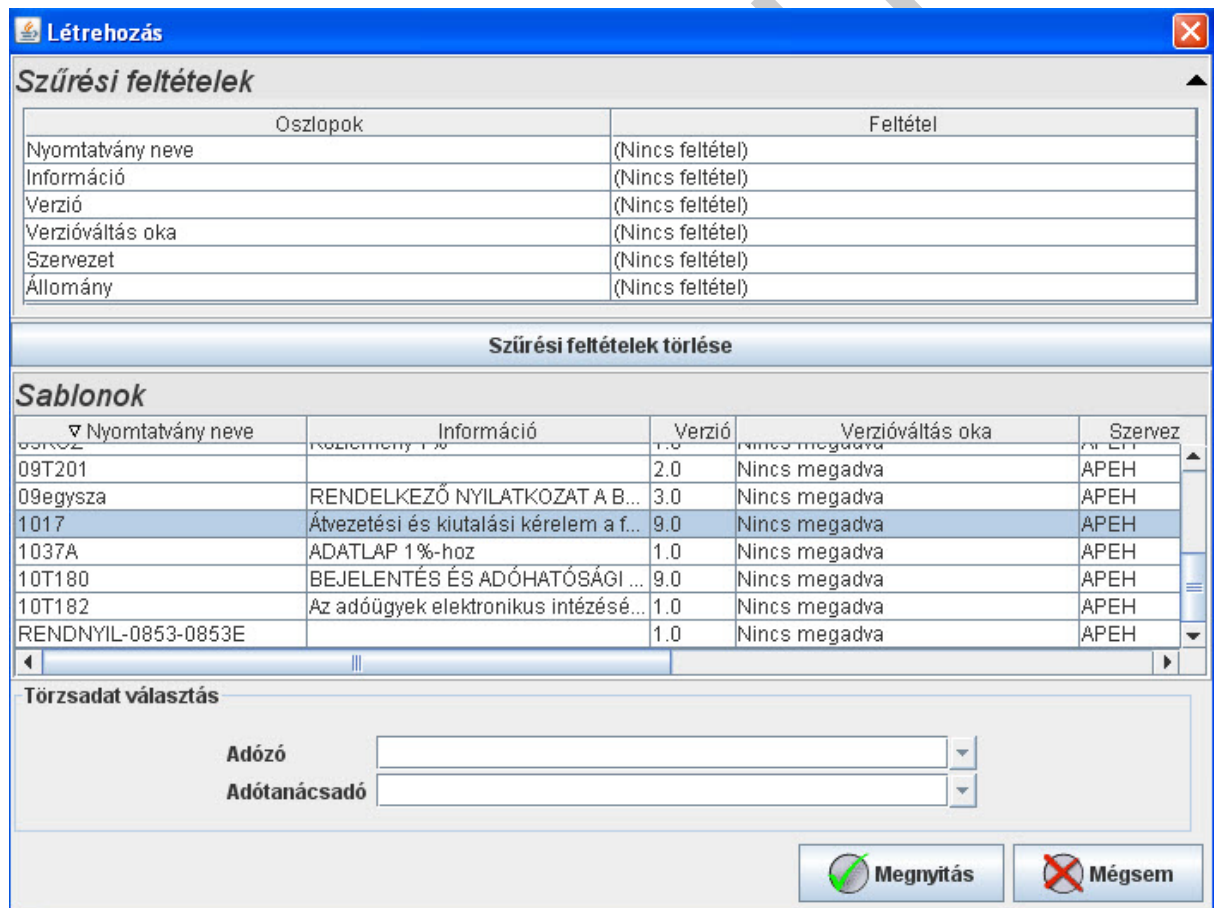 Létrehozás
Szűrési feltételek
Oszlopok Feltétel
Nyomtatvány neve (Nincs feltétel)
Információ (Nincs feltétel)
Verzió (Nincs feltétel)
Verzióváltás oka (Nincs feltétel)
Szervezet (Nincs feltétel)
Állomány (Nincs feltétel)
Szűrési feltételek törlése
Sablonok
Nyomtatvány neve Információ Verzió Verzióváltás oka Szervez
09T201 2.0 Nincs megadva APEH
09egysza RENDELKEZŐ NYILATKOZAT A B... 3.0 Nincs megadva APEH
1017 Átvezetési és kiutalási kérelem a f... 9.0 Nincs megadva APEH
1037A ADATLAP 1%-hoz 1.0 Nincs megadva APEH
10T180 BEJELENTÉS ÉS ADÓHATÓSÁGI ... 9.0 Nincs megadva APEH
10T182 Az adóügyek elektronikus intézésé... 1.0 Nincs megadva APEH
RENDNYIL-0853-0853E 1.0 Nincs megadva APEH
Törzsadat választás
Adózó
Adótanácsadó
Megnyitás Mégsem